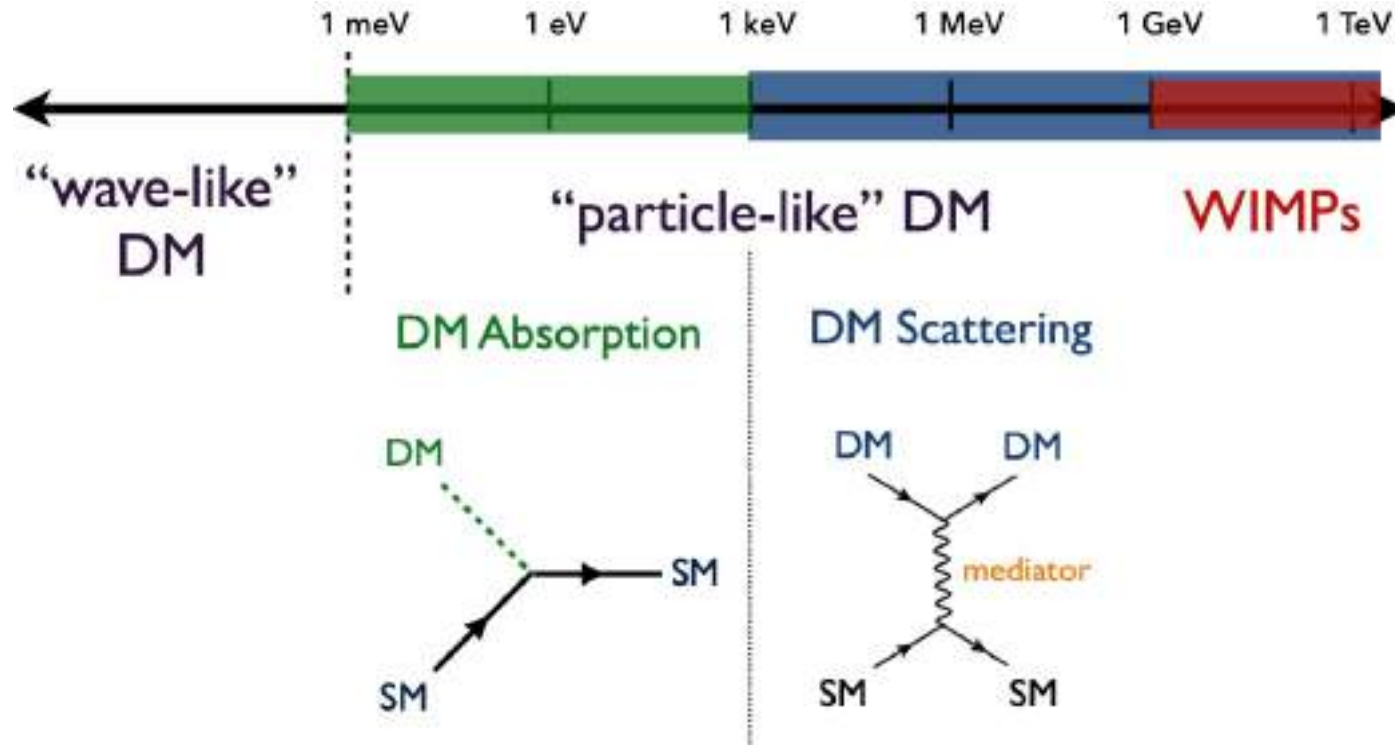 1 meV 1 eV 1 keV 1 MeV 1 GeV 1 TeV
“wave-like”
DM
“particle-like” DM
WIMPs
DM Absorption
DM Scattering
DM
SM
SM
DM DM
mediator
SM SM